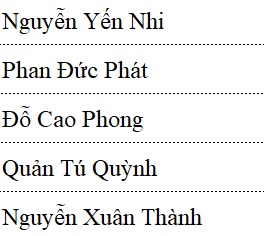 Nguyễn Yến Nhi
Phan Đức Phát
Đỗ Cao Phong
Quản Tú Quỳnh
Nguyễn Xuân Thành